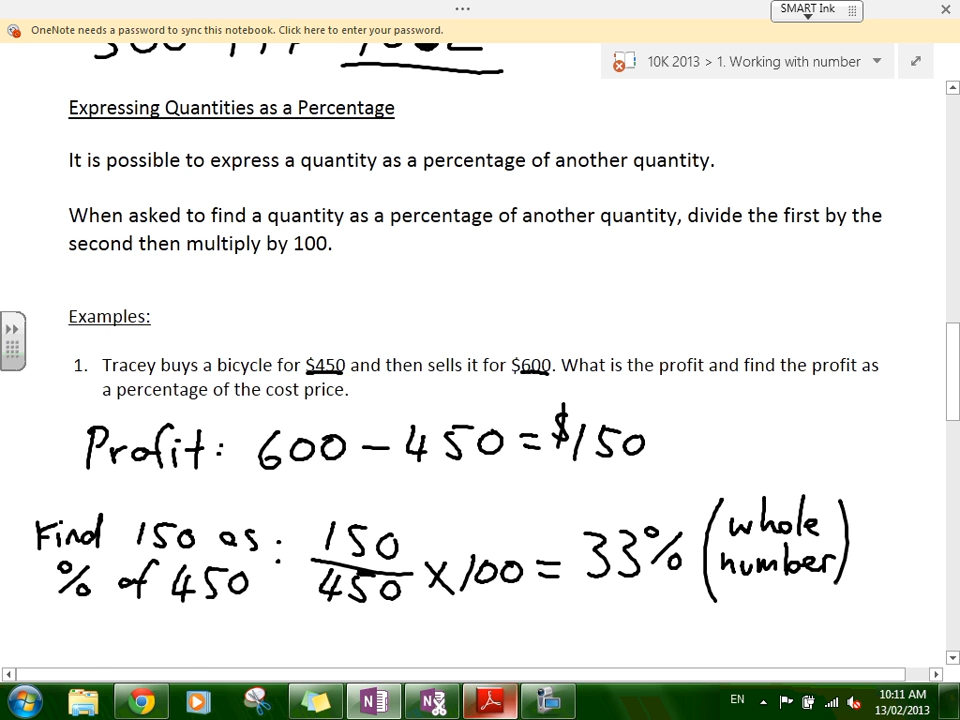 SMART Ink
OneNote needs a password to sync this notebook. Click here to enter your password.
10K 2013 > 1. Working with number
Expressing Quantities as a Percentage
It is possible to express a quantity as a percentage of another quantity.
When asked to find a quantity as a percentage of another quantity, divide the first by the
second then multiply by 100.
Examples:
1. Tracey buys a bicycle for $450 and then sells it for $600. What is the profit and find the profit as
a percentage of the cost price.
Profit: 600 - 450 = $150
Find 150 as : 150/450 × 100 = 33% (whole
% of 450 number)
EN
10:11 AM
13/02/2013